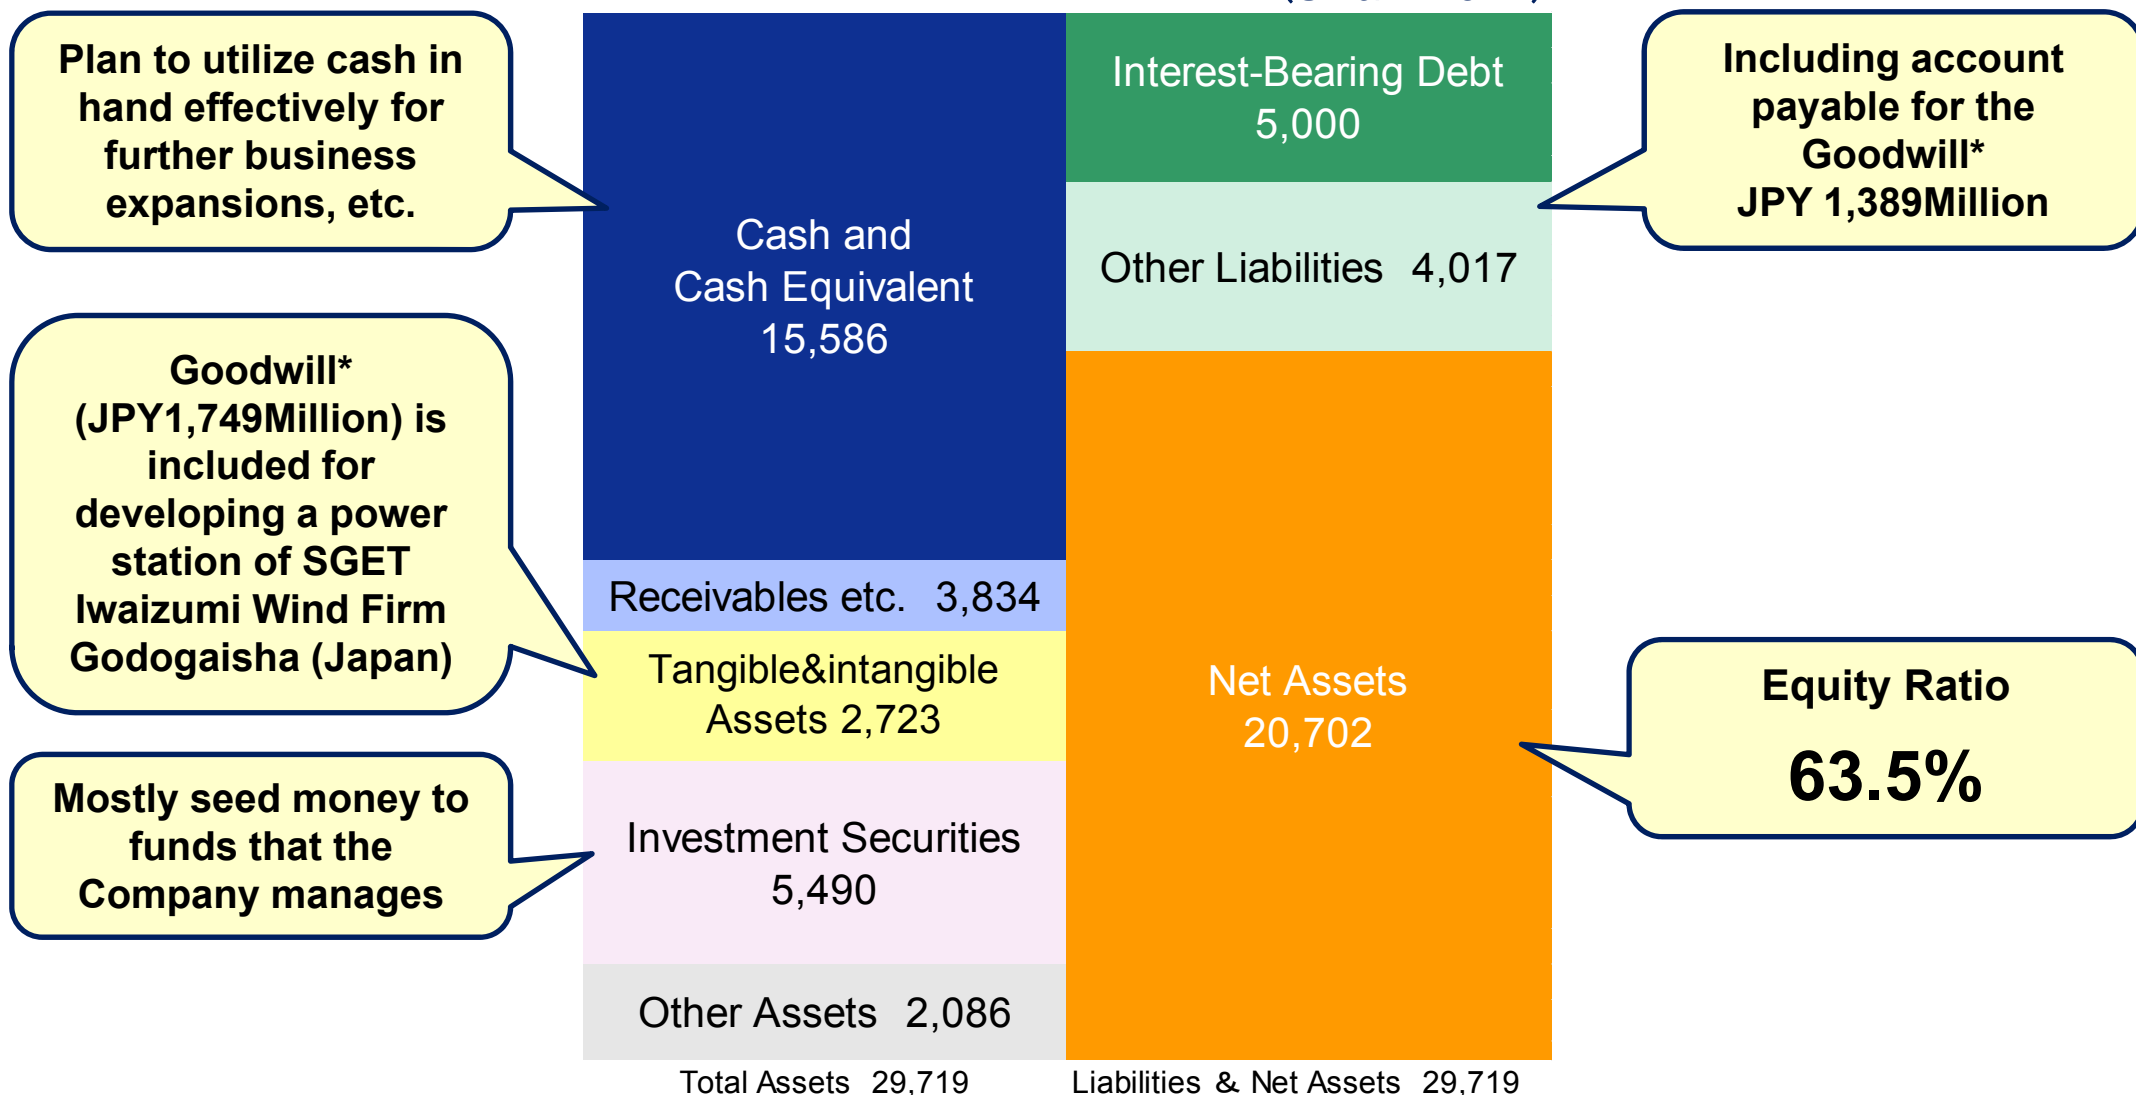 Plan to utilize cash in
hand effectively for
further business
expansions, etc.
Goodwill*
(JPY1,749Million) is
included for
developing a power
station of SGET
Iwaizumi Wind Firm
Godogaisha (Japan)
Mostly seed money to
funds that the
Company manages
Cash and
Cash Equivalent
15,586
Receivables etc. 3,834
Tangible&intangible
Assets 2,723
Investment Securities
5,490
Other Assets 2,086
Total Assets 29,719
Interest-Bearing Debt
5,000
Other Liabilities 4,017
Net Assets
20,702
Liabilities & Net Assets 29,719
Including account
payable for the
Goodwill*
JPY 1,389Million
Equity Ratio
63.5%